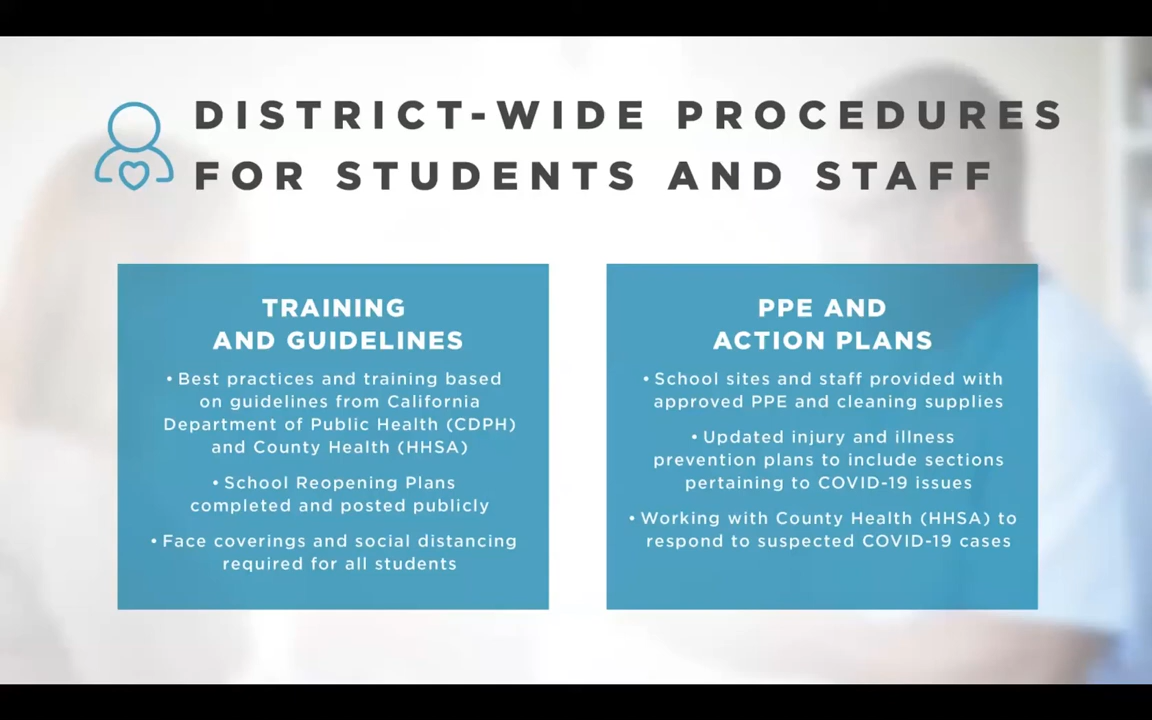 DISTRICT-WIDE PROCEDURES
FOR STUDENTS AND STAFF
TRAINING
AND GUIDELINES
• Best practices and training based
on guidelines from California
Department of Public Health (CDPH)
and County Health (HHSA)
• School Reopening Plans
completed and posted publicly
• Face coverings and social distancing
required for all students
PPE AND
ACTION PLANS
• School sites and staff provided with
approved PPE and cleaning supplies
• Updated injury and illness
prevention plans to include sections
pertaining to COVID-19 issues
• Working with County Health (HHSA) to
respond to suspected COVID-19 cases